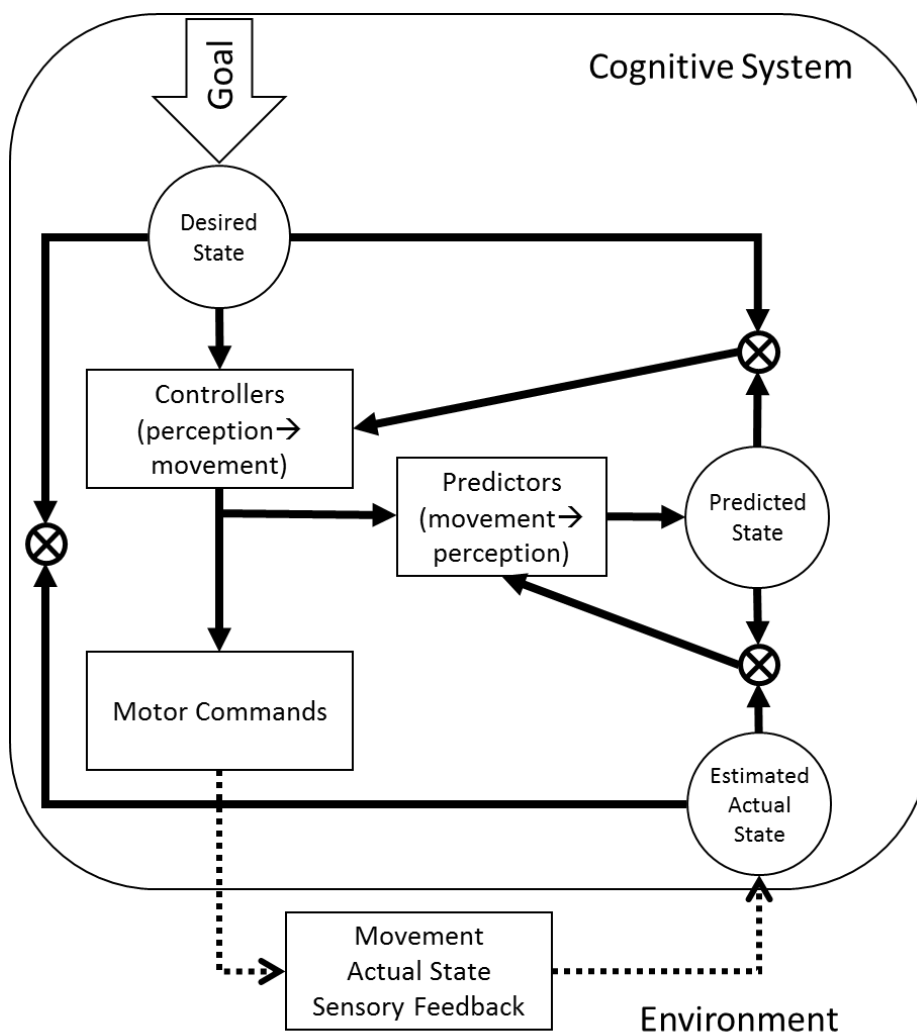 Goal
Cognitive System
Desired
State
Controllers
(perception→
movement)
Predictors
(movement→
perception)
Predicted
State
Motor Commands
Estimated
Actual
State
Movement
Actual State
Sensory Feedback
Environment